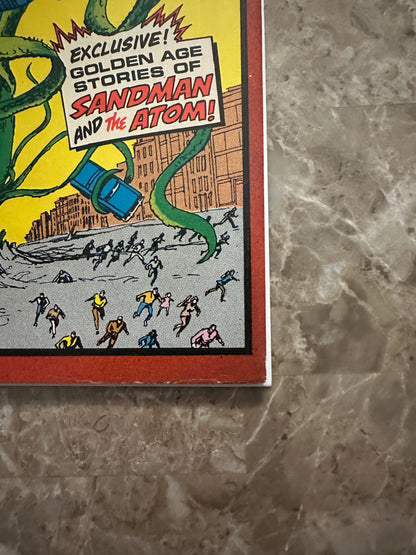 EXCLUSIVE!
GOLDEN AGE
STORIES OF
SANDMAN
AND THE ATOM!